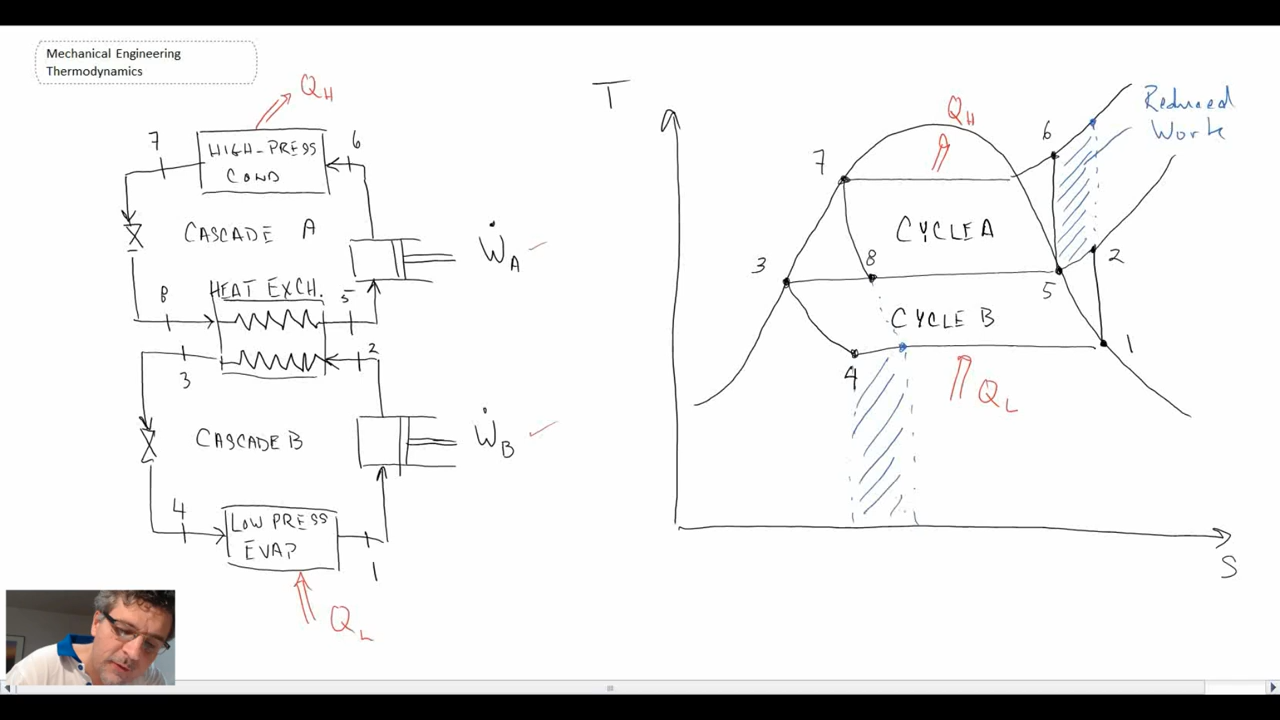 Mechanical Engineering
Thermodynamics
Q_H
7
6
HIGH-PRESS
COND
CASCADE A
Ẇ_A
HEAT EXCH.
8
5
3
2
CASCADE B
Ẇ_B
4
LOW PRESS
EVAP
1
Q_L
T
Q_H
6
Reduced
Work
7
CYCLE A
3
8
5
2
CYCLE B
1
4
Q_L
S